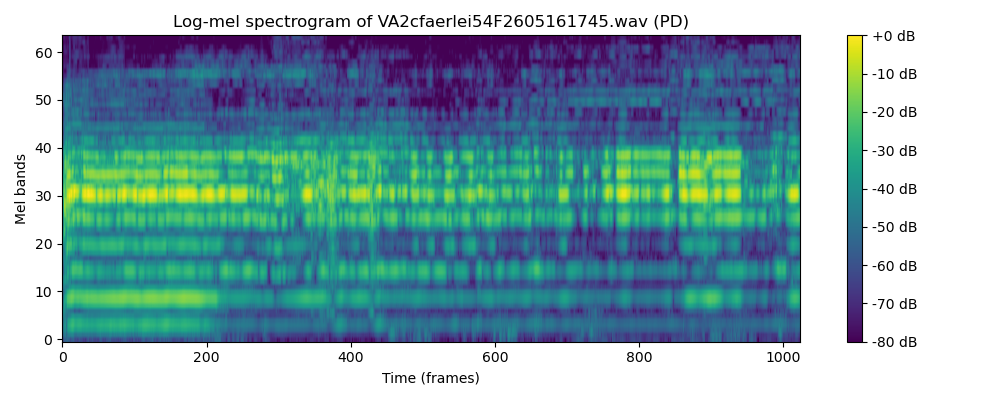 Log-mel spectrogram of VA2cfaerlei54F2605161745.wav (PD)
60
50
40
30
20
10
0
Mel bands
0 200 400 600 800 1000
Time (frames)
+0 dB
-10 dB
-20 dB
-30 dB
-40 dB
-50 dB
-60 dB
-70 dB
-80 dB